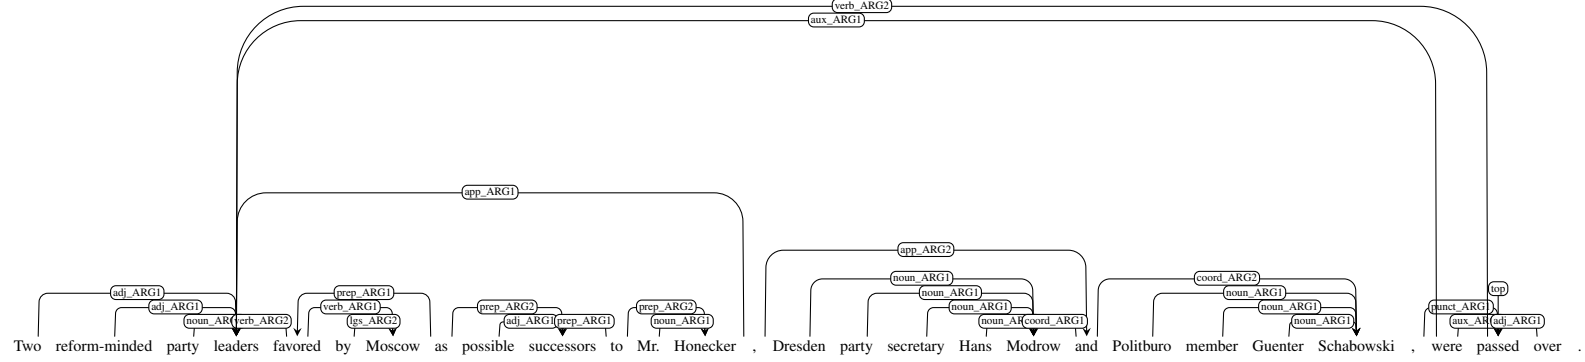 verb_ARG2
aux_ARG1
app_ARG1
app_ARG2
noun_ARG1 coord_ARG2
top
adj_ARG1 prep_ARG1 noun_ARG1 noun_ARG1
adj_ARG1 verb_ARG1 prep_ARG2 prep_ARG2 noun_ARG1 noun_ARG1 punct_ARG1
verb_ARG2 lgs_ARG2 adj_ARG1 prep_ARG1 noun_ARG1 coord_ARG1 noun_ARG1 adj_ARG1
Two reform-minded party leaders favored by Moscow as possible successors to Mr. Honecker , Dresden party secretary Hans Modrow and Politburo member Guenter Schabowski , were passed over .